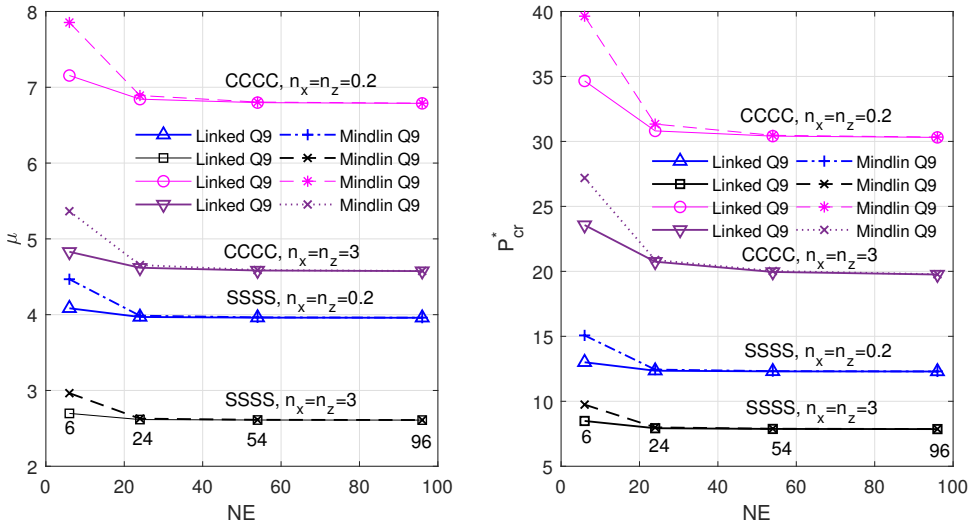 8
7
6
5
4
3
2
μ
CCCC, n_x=n_z=0.2
Linked Q9 Mindlin Q9
Linked Q9 Mindlin Q9
Linked Q9 Mindlin Q9
Linked Q9 Mindlin Q9
CCCC, n_x=n_z=3
SSSS, n_x=n_z=0.2
SSSS, n_x=n_z=3
6 24 54 96
0 20 40 60 80 100
NE
40
35
30
25
20
15
10
5
P*_cr
CCCC, n_x=n_z=0.2
Linked Q9 Mindlin Q9
Linked Q9 Mindlin Q9
Linked Q9 Mindlin Q9
Linked Q9 Mindlin Q9
CCCC, n_x=n_z=3
SSSS, n_x=n_z=0.2
SSSS, n_x=n_z=3
6 24 54 96
0 20 40 60 80 100
NE